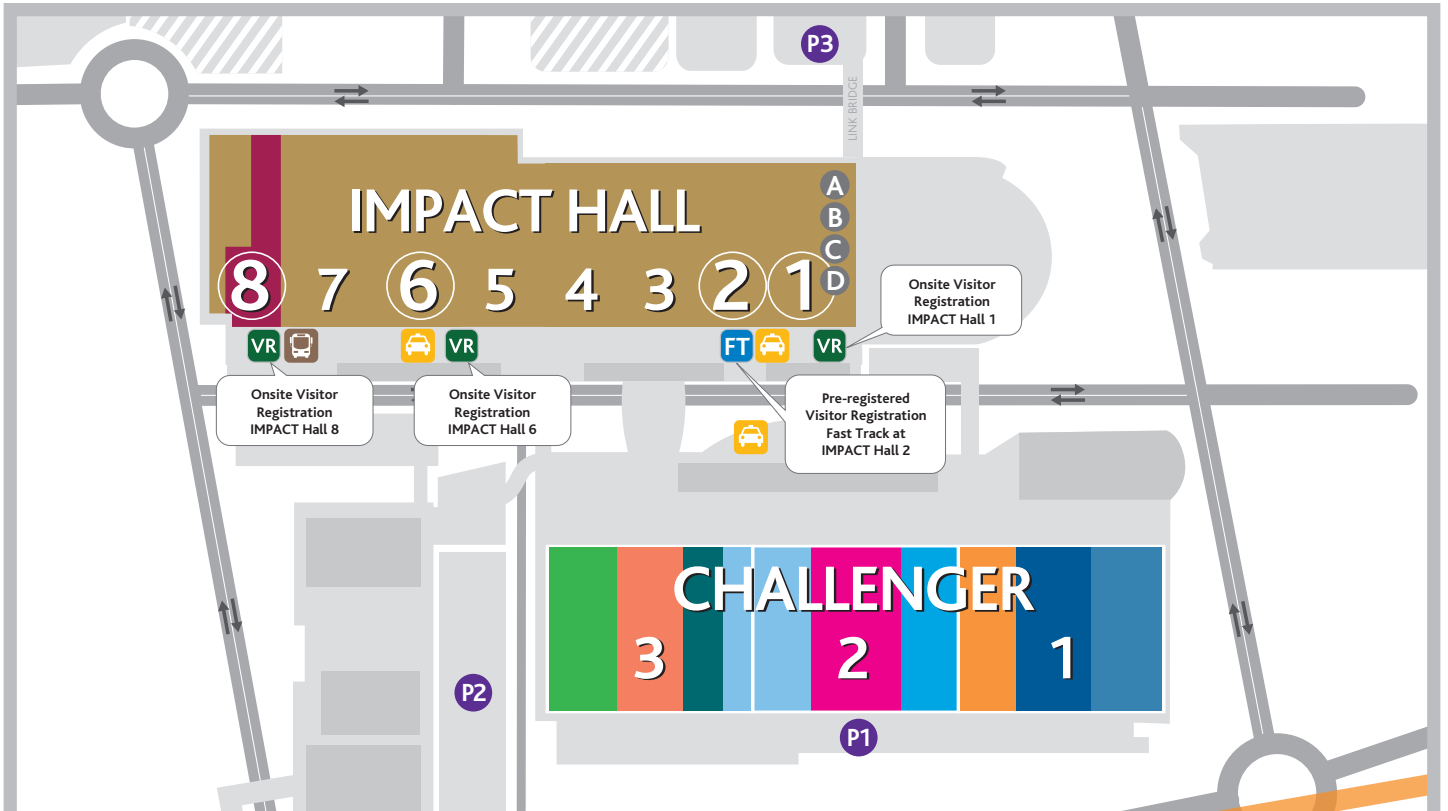 P3
LINK BRIDGE
IMPACT HALL
A
B
C
D
8 7 6 5 4 3 2 1
VR
VR
FT
VR
Onsite Visitor
Registration
IMPACT Hall 1
Onsite Visitor
Registration
IMPACT Hall 8
Onsite Visitor
Registration
IMPACT Hall 6
Pre-registered
Visitor Registration
Fast Track at
IMPACT Hall 2
CHALLENGER
3 2 1
P2
P1